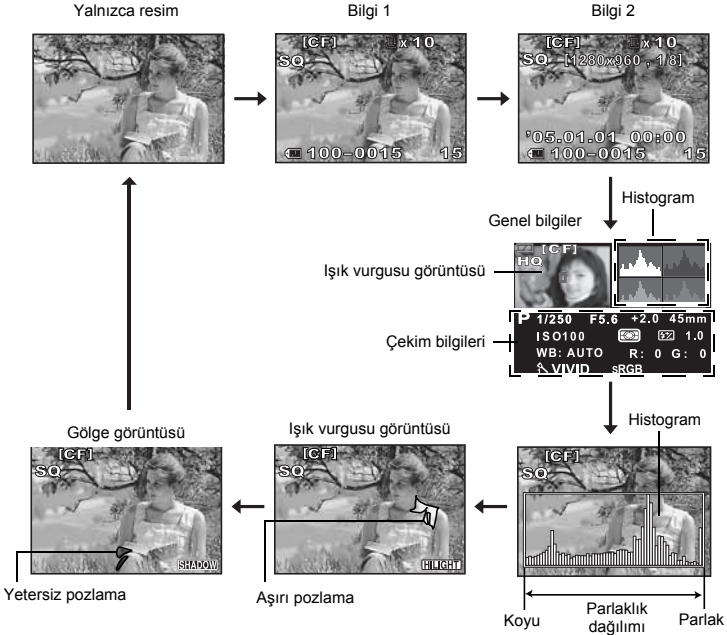 Yalnızca resim
Bilgi 1
Bilgi 2
[CF] x10
SQ
100-0015 15
[CF] x10
SQ [1280x960 , 1/8]
'05.01.01 00:00
100-0015 15
Histogram
Genel bilgiler
[CF]
HQ
Işık vurgusu görüntüsü
Çekim bilgileri
P 1/250 F5.6 +2.0 45mm
ISO100 1.0
WB: AUTO R: 0 G: 0
VIVID sRGB
Histogram
Işık vurgusu görüntüsü
Gölge görüntüsü
[CF]
SQ
SHADOW
[CF]
SQ
HILIGHT
[CF]
SQ
Yetersiz pozlama
Aşırı pozlama
Koyu
Parlaklık
dağılımı
Parlak